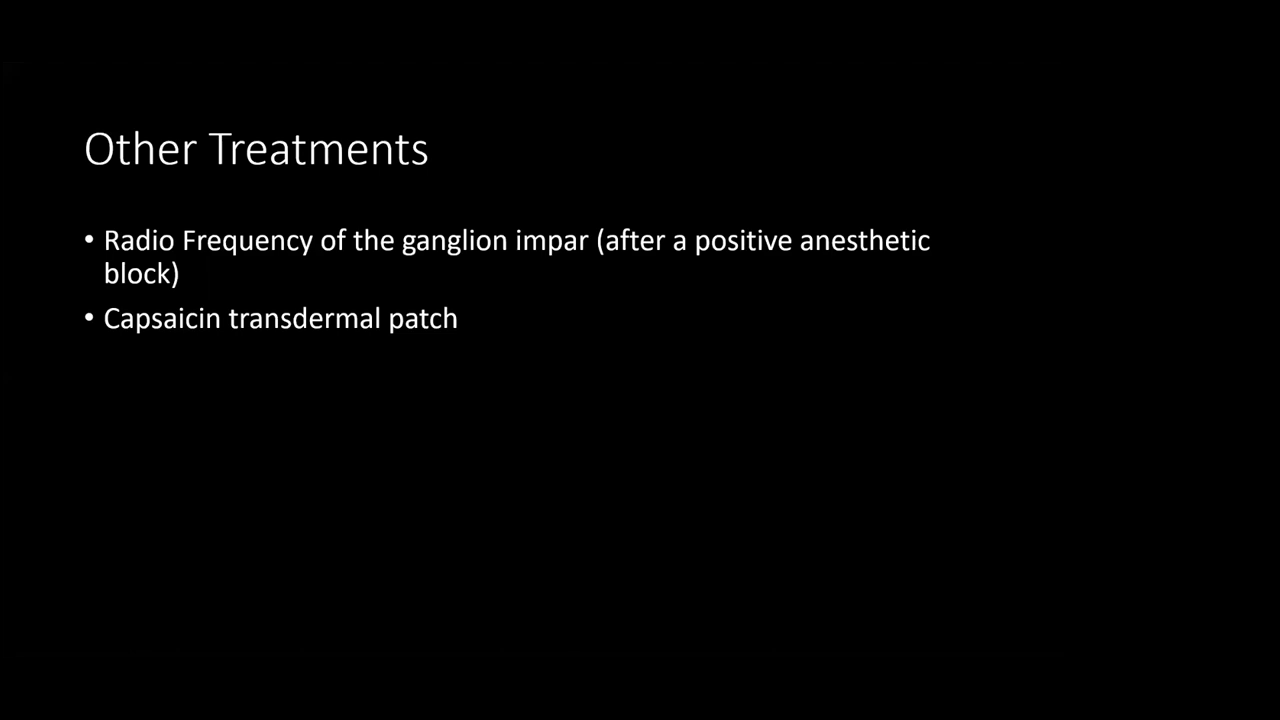 Other Treatments
• Radio Frequency of the ganglion impar (after a positive anesthetic
block)
• Capsaicin transdermal patch